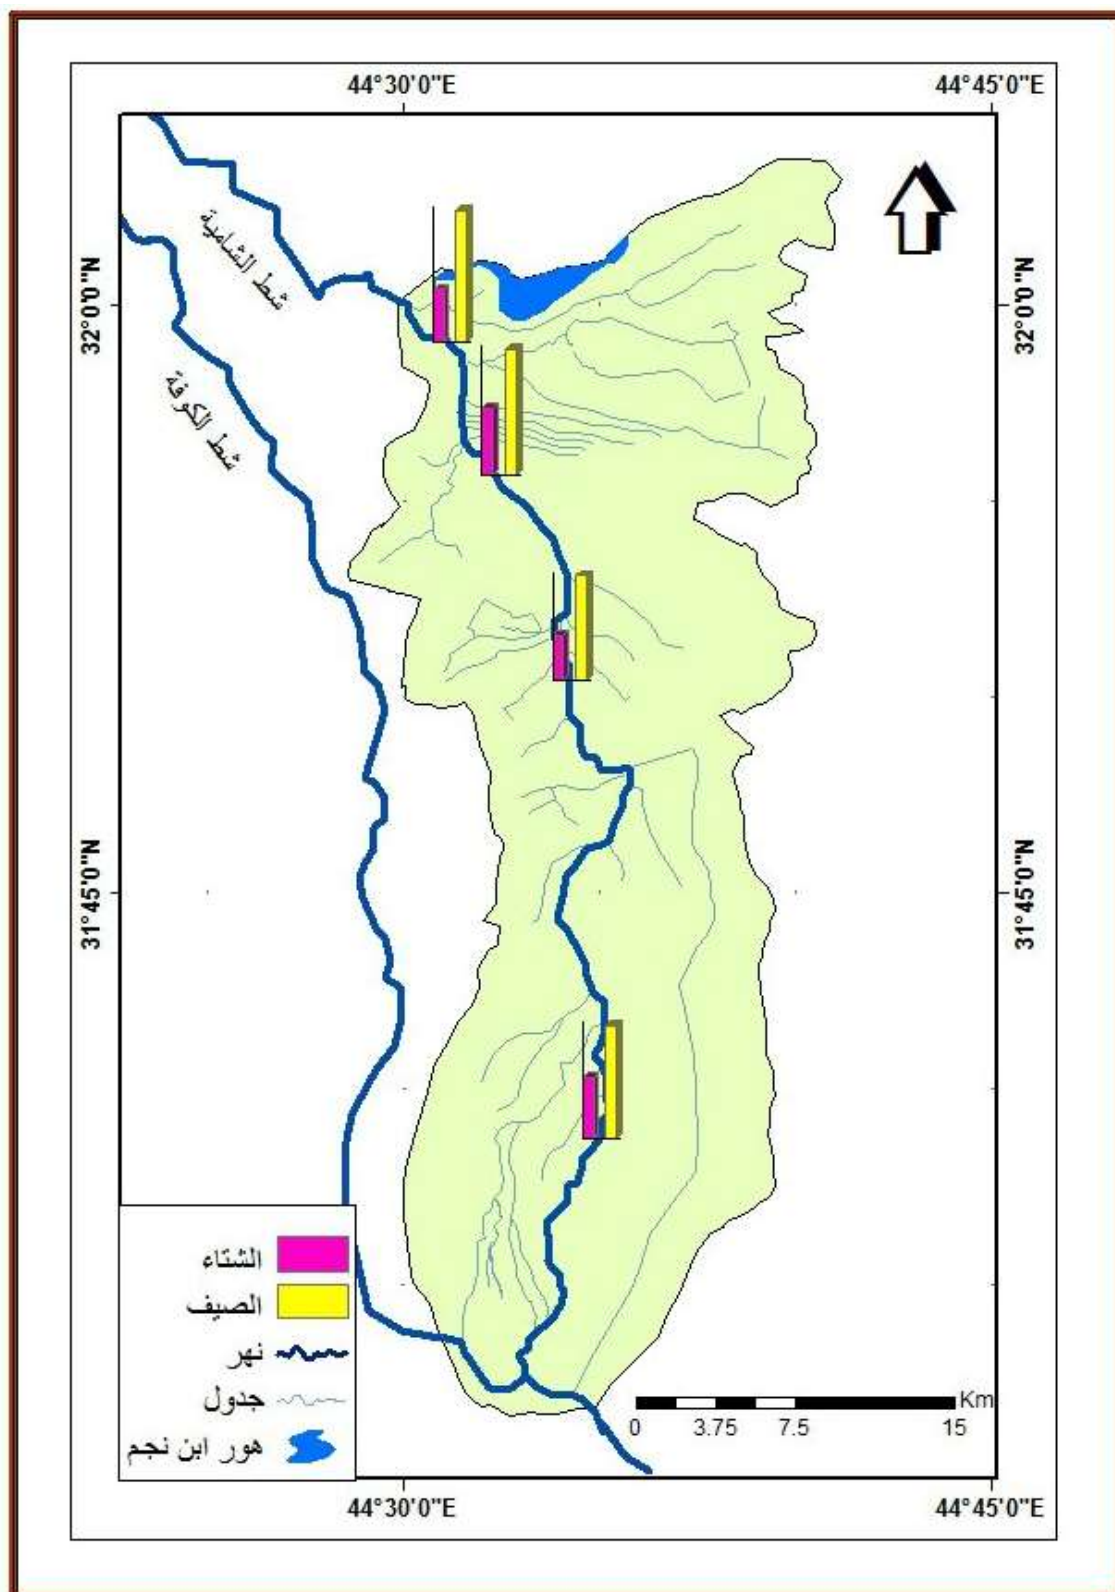 44°30'0"E
44°45'0"E
شط الشامية
32°0'0"N
32°0'0"N
شط الكوفة
31°45'0"N
31°45'0"N
الشتاء
الصيف
نهر
جدول
هور ابن نجم
Km
0 3.75 7.5 15
44°30'0"E
44°45'0"E